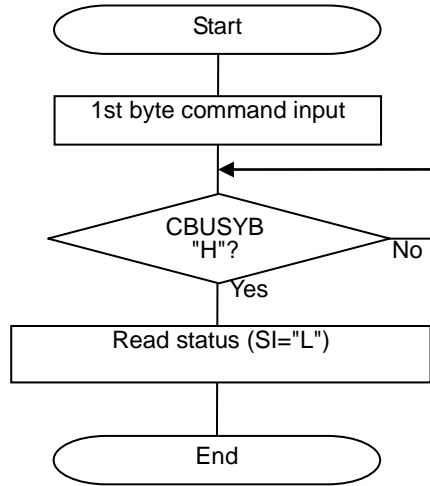 Start
1st byte command input
CBUSYB
"H"?
No
Yes
Read status (SI="L")
End